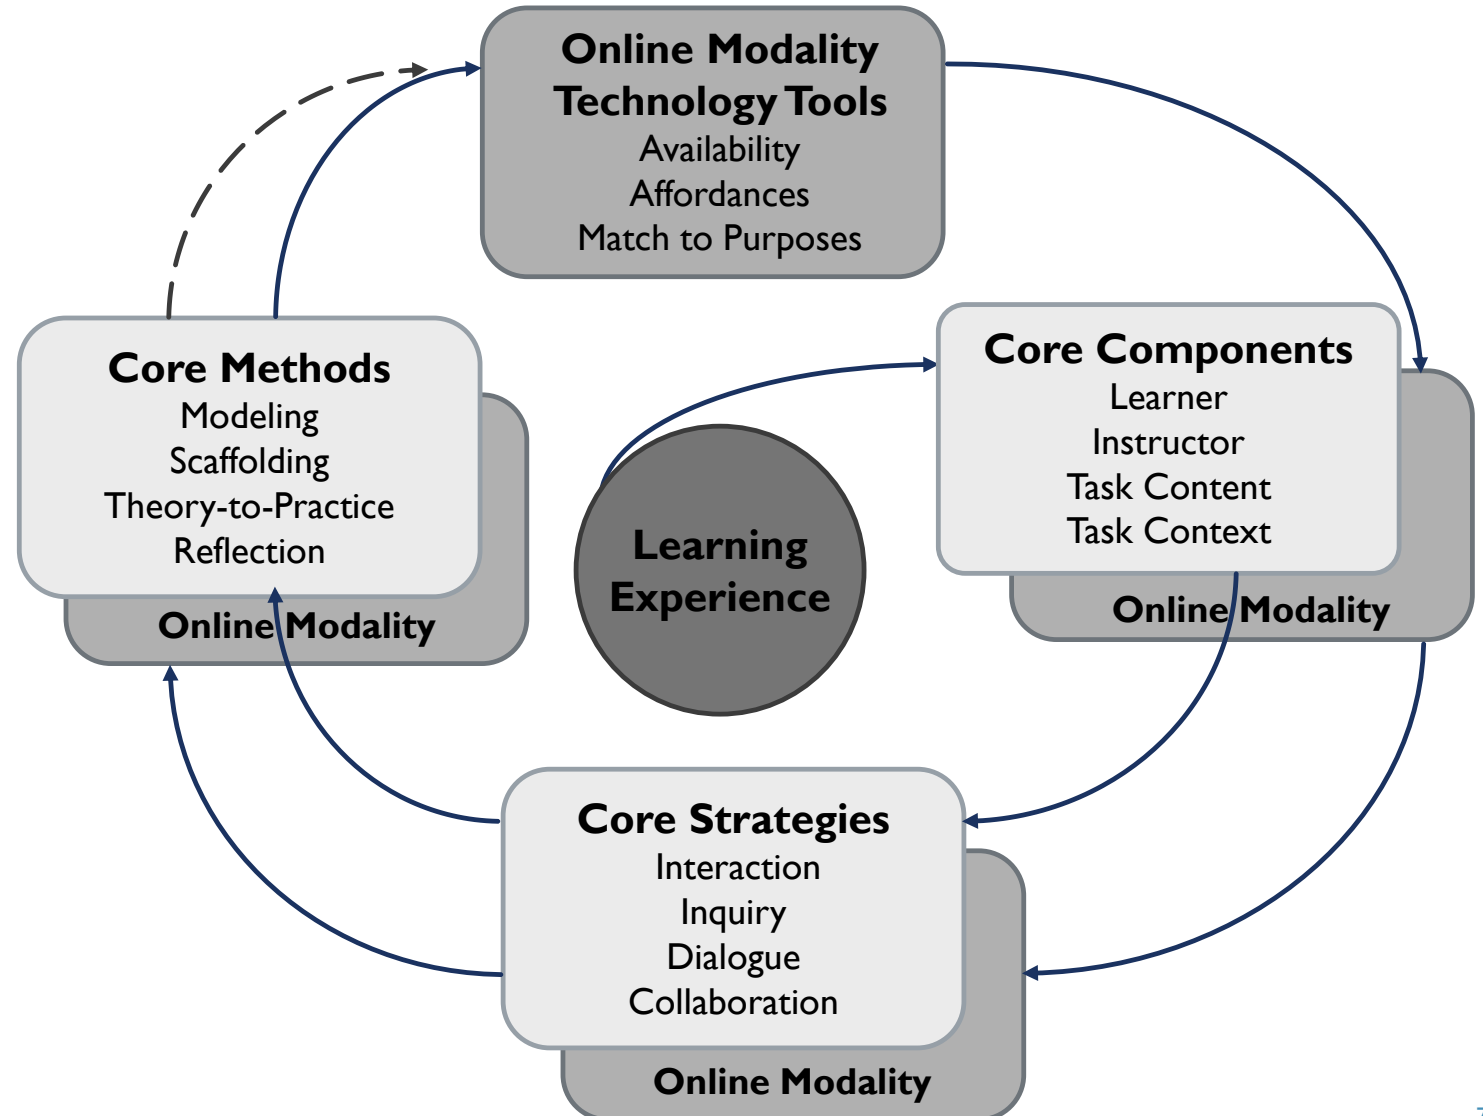 Online Modality
Technology Tools
Availability
Affordances
Match to Purposes
Core Methods
Modeling
Scaffolding
Theory-to-Practice
Reflection
Online Modality
Learning
Experience
Core Components
Learner
Instructor
Task Content
Task Context
Online Modality
Core Strategies
Interaction
Inquiry
Dialogue
Collaboration
Online Modality